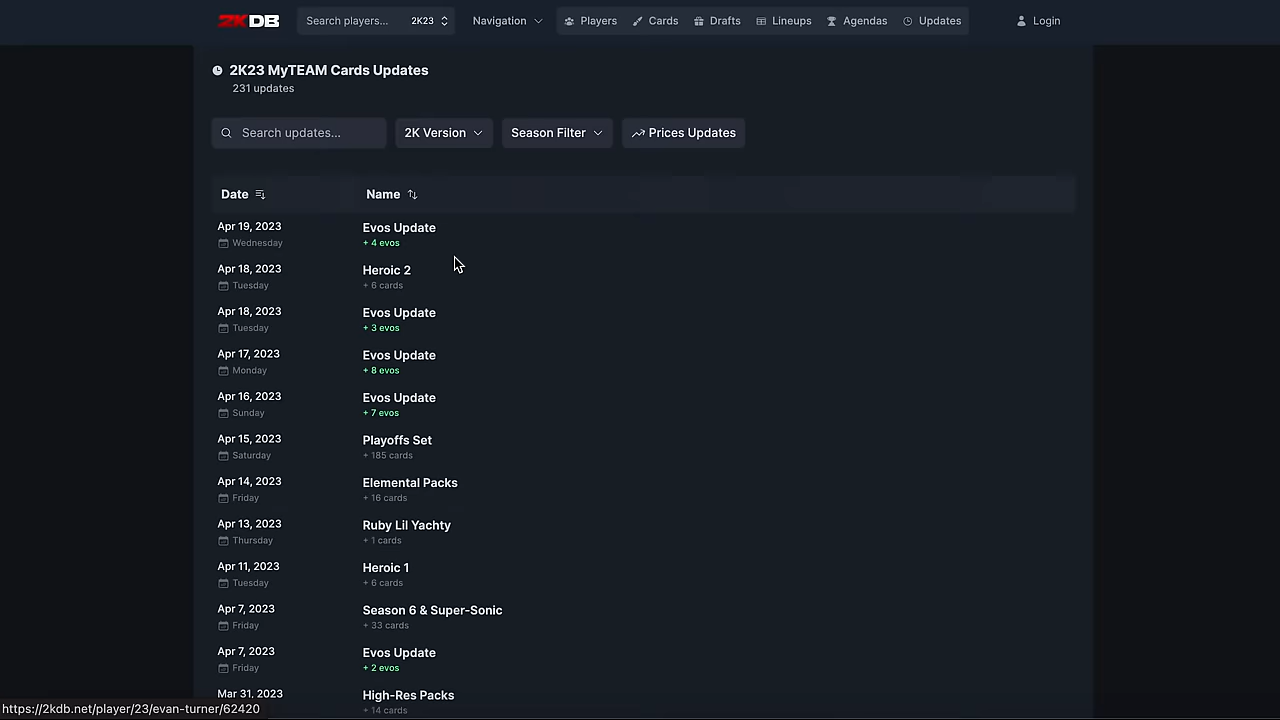 2KDB Search players... 2K23 Navigation Players Cards Drafts Lineups Agendas Updates Login
2K23 MyTEAM Cards Updates
231 updates
Search updates... 2K Version Season Filter Prices Updates
Date Name
Apr 19, 2023 Evos Update
Wednesday + 4 evos
Apr 18, 2023 Heroic 2
Tuesday + 6 cards
Apr 18, 2023 Evos Update
Tuesday + 3 evos
Apr 17, 2023 Evos Update
Monday + 8 evos
Apr 16, 2023 Evos Update
Sunday + 7 evos
Apr 15, 2023 Playoffs Set
Saturday + 185 cards
Apr 14, 2023 Elemental Packs
Friday + 16 cards
Apr 13, 2023 Ruby Lil Yachty
Thursday + 1 cards
Apr 11, 2023 Heroic 1
Tuesday + 6 cards
Apr 7, 2023 Season 6 & Super-Sonic
Friday + 33 cards
Apr 7, 2023 Evos Update
Friday + 2 evos
Mar 31, 2023 High-Res Packs
+ 14 cards
https://2kdb.net/player/23/evan-turner/62420